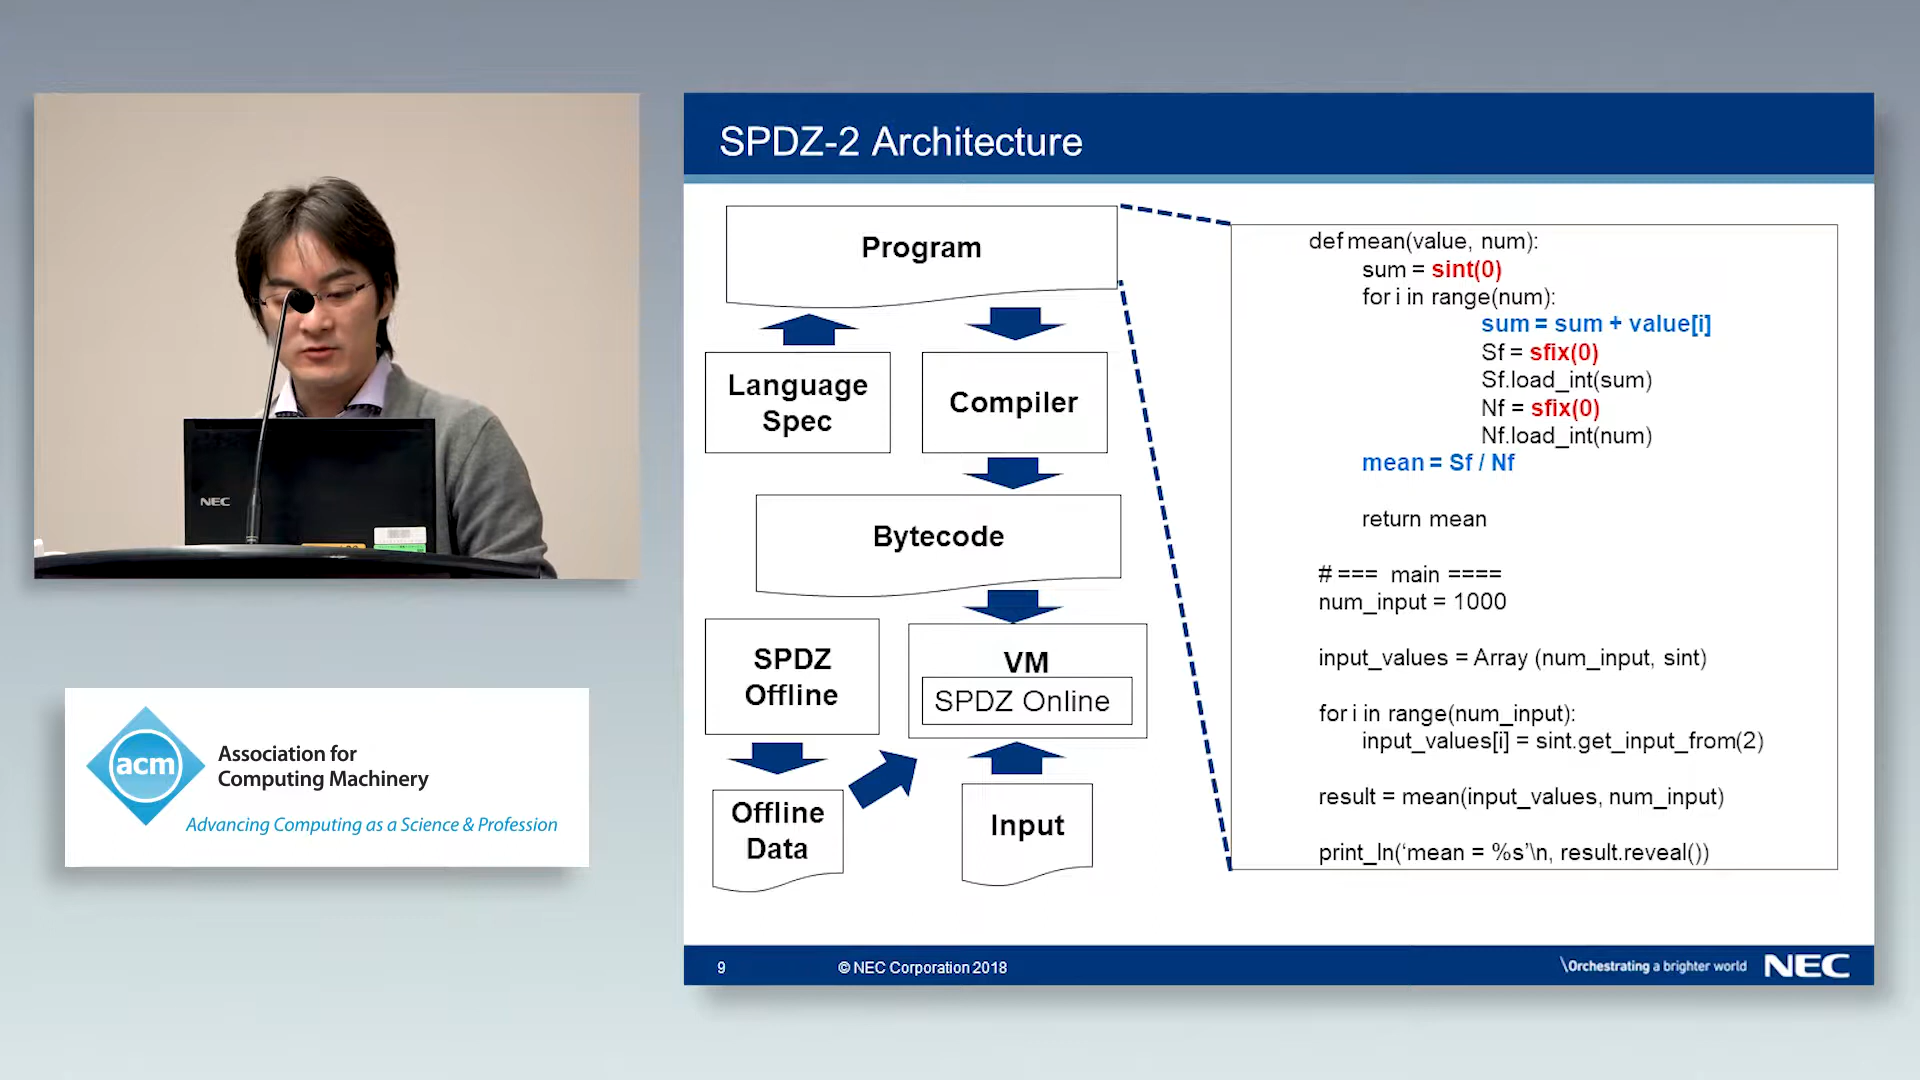 SPDZ-2 Architecture
Program
Language
Spec
Compiler
Bytecode
SPDZ
Offline
VM
SPDZ Online
Offline
Data
Input
def mean(value, num):
sum = sint(0)
for i in range(num):
sum = sum + value[i]
Sf = sfix(0)
Sf.load_int(sum)
Nf = sfix(0)
Nf.load_int(num)
mean = Sf / Nf
return mean
# === main ====
num_input = 1000
input_values = Array (num_input, sint)
for i in range(num_input):
input_values[i] = sint.get_input_from(2)
result = mean(input_values, num_input)
print_ln(‘mean = %s’\n, result.reveal())
9
© NEC Corporation 2018
\Orchestrating a brighter world
NEC
NEC
acm
Association for
Computing Machinery
Advancing Computing as a Science & Profession